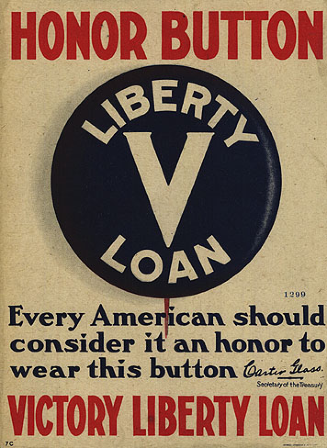 HONOR BUTTON
LIBERTY
V
LOAN
1299
Every American should
consider it an honor to
wear this button Carter Glass.
Secretary of the Treasury
VICTORY LIBERTY LOAN
7 C